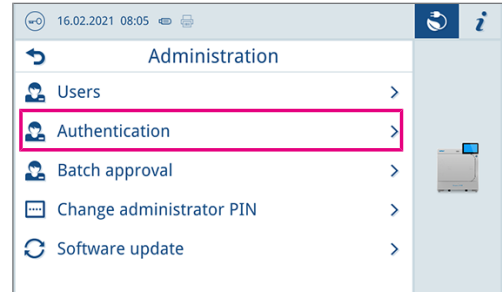 16.02.2021 08:05
i
Administration
Users
Authentication
Batch approval
Change administrator PIN
Software update